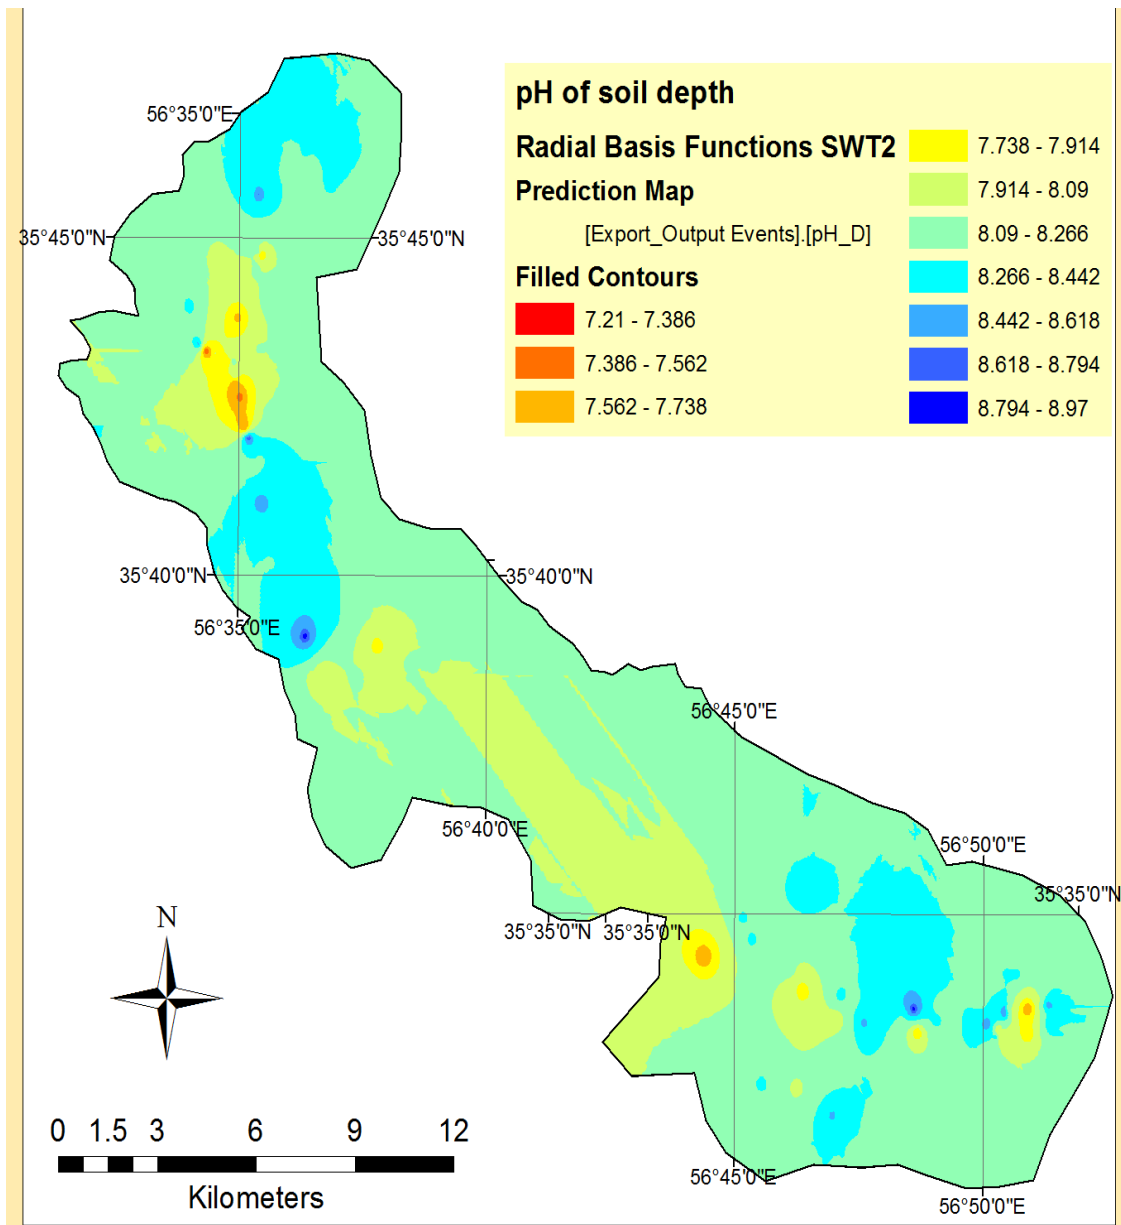 pH of soil depth
Radial Basis Functions SWT2
Prediction Map
[Export_Output Events].[pH_D]
Filled Contours
7.21 - 7.386
7.386 - 7.562
7.562 - 7.738
7.738 - 7.914
7.914 - 8.09
8.09 - 8.266
8.266 - 8.442
8.442 - 8.618
8.618 - 8.794
8.794 - 8.97
56°35'0"E
35°45'0"N
35°45'0"N
35°40'0"N
35°40'0"N
56°35'0"E
56°45'0"E
56°40'0"E
56°50'0"E
35°35'0"N
35°35'0"N
35°35'0"N
N
56°45'0"E
56°50'0"E
0 1.5 3 6 9 12
Kilometers